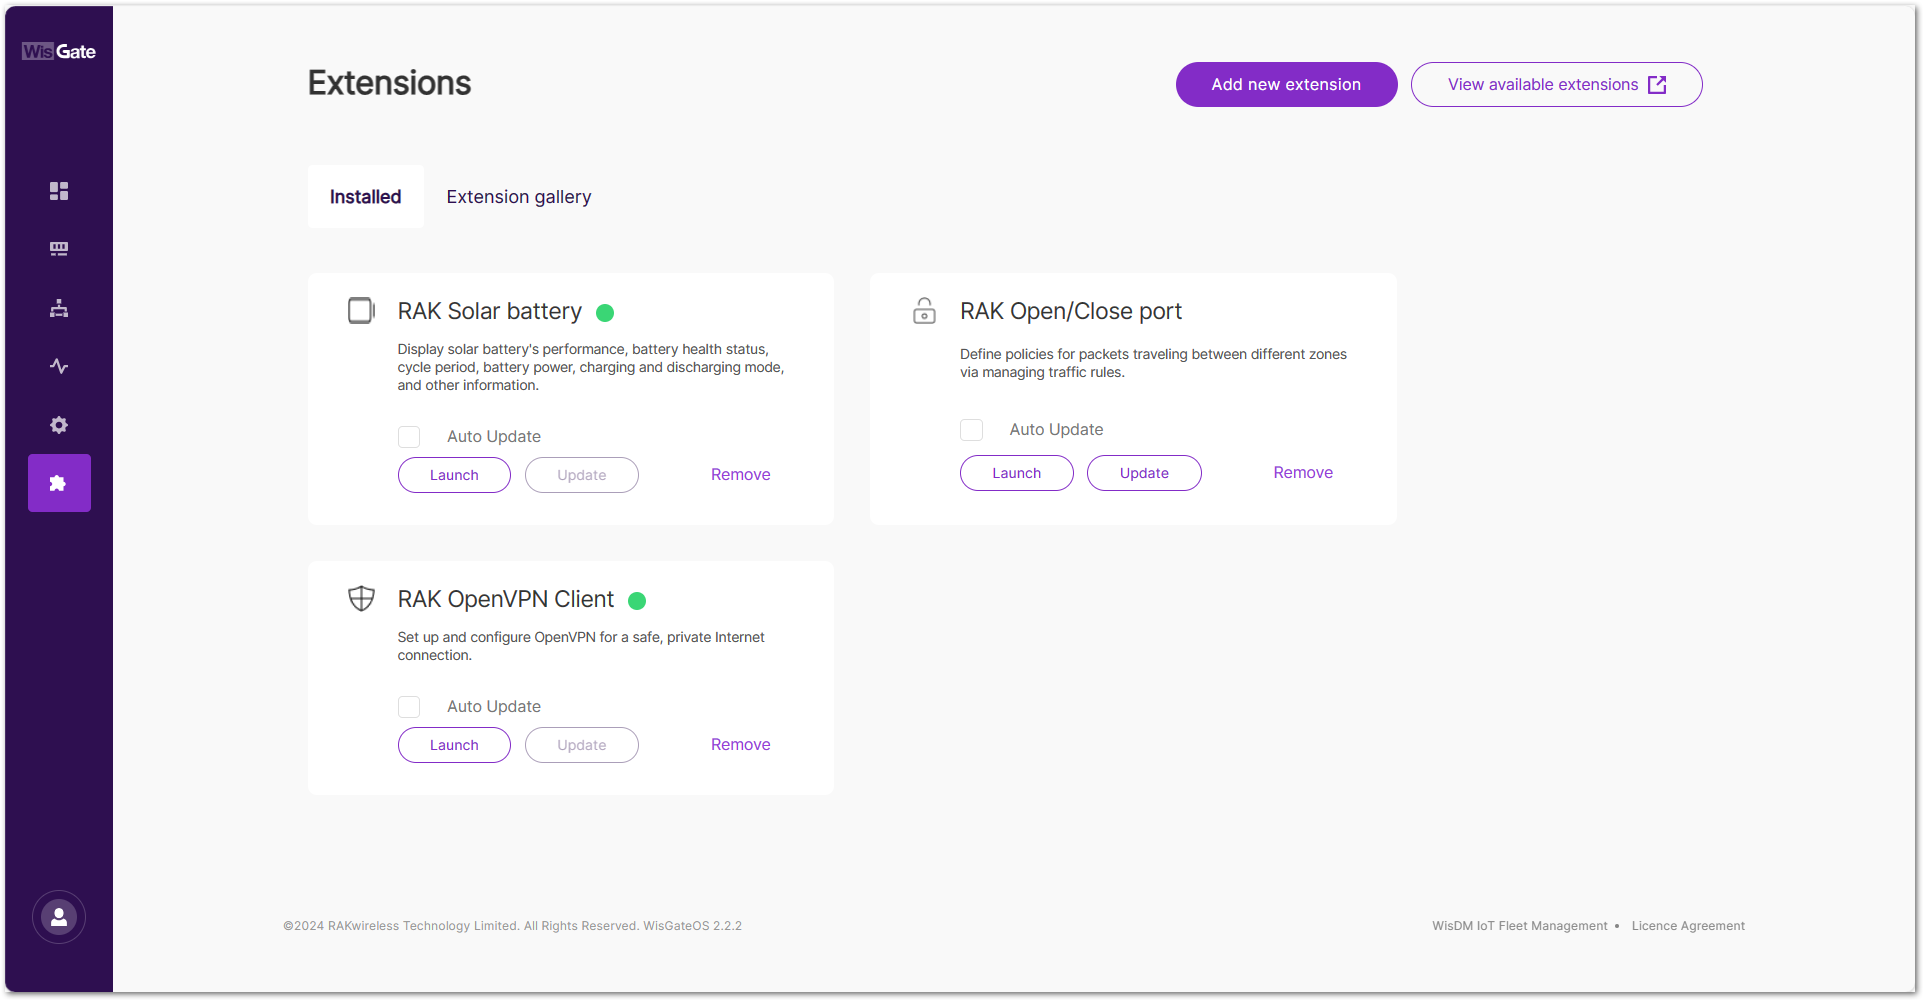 WisGate
Extensions
Add new extension
View available extensions
Installed
Extension gallery
RAK Solar battery
Display solar battery's performance, battery health status,
cycle period, battery power, charging and discharging mode,
and other information.
Auto Update
Launch
Update
Remove
RAK Open/Close port
Define policies for packets traveling between different zones
via managing traffic rules.
Auto Update
Launch
Update
Remove
RAK OpenVPN Client
Set up and configure OpenVPN for a safe, private Internet
connection.
Auto Update
Launch
Update
Remove
©2024 RAKwireless Technology Limited. All Rights Reserved. WisGateOS 2.2.2
WisDM IoT Fleet Management • Licence Agreement